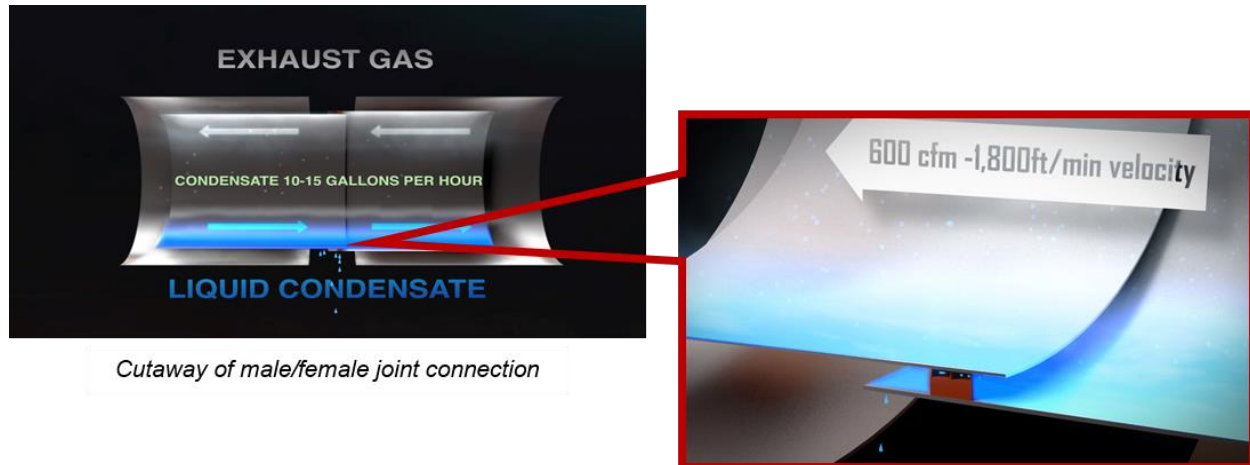 EXHAUST GAS
CONDENSATE 10-15 GALLONS PER HOUR
LIQUID CONDENSATE
Cutaway of male/female joint connection
600 cfm -1,800ft/min velocity